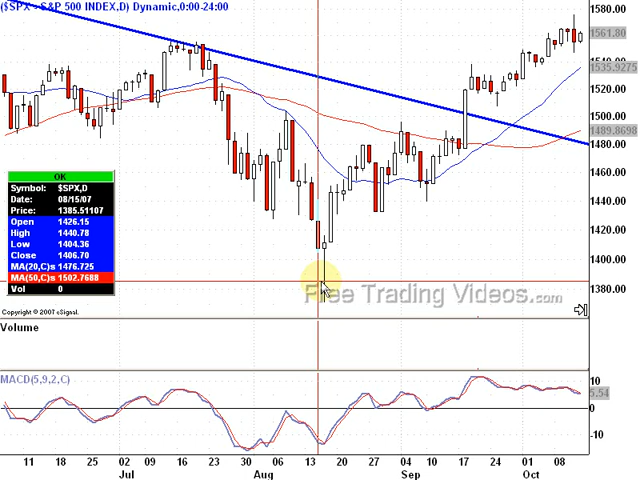 ($SPX - S&P 500 INDEX,D) Dynamic,0:00-24:00
1580.00
1561.80
1540.00
1535.9275
1520.00
1500.00
1489.8698
1480.00
1460.00
1440.00
1420.00
1400.00
1380.00
OK
Symbol: $SPX,D
Date: 08/15/07
Price: 1385.51107
Open 1426.15
High 1440.78
Low 1404.36
Close 1406.70
MA(20,C)s 1476.725
MA(50,C)s 1502.7688
Vol 0
Free Trading Videos.com
Copyright © 2007 eSignal.
Volume
MACD(5,9,2,C)
10
5.54
0
-10
11 18 25 02 09 16 23 Aug 13 20 27 Sep 10 17 24 01 08
Jul Oct